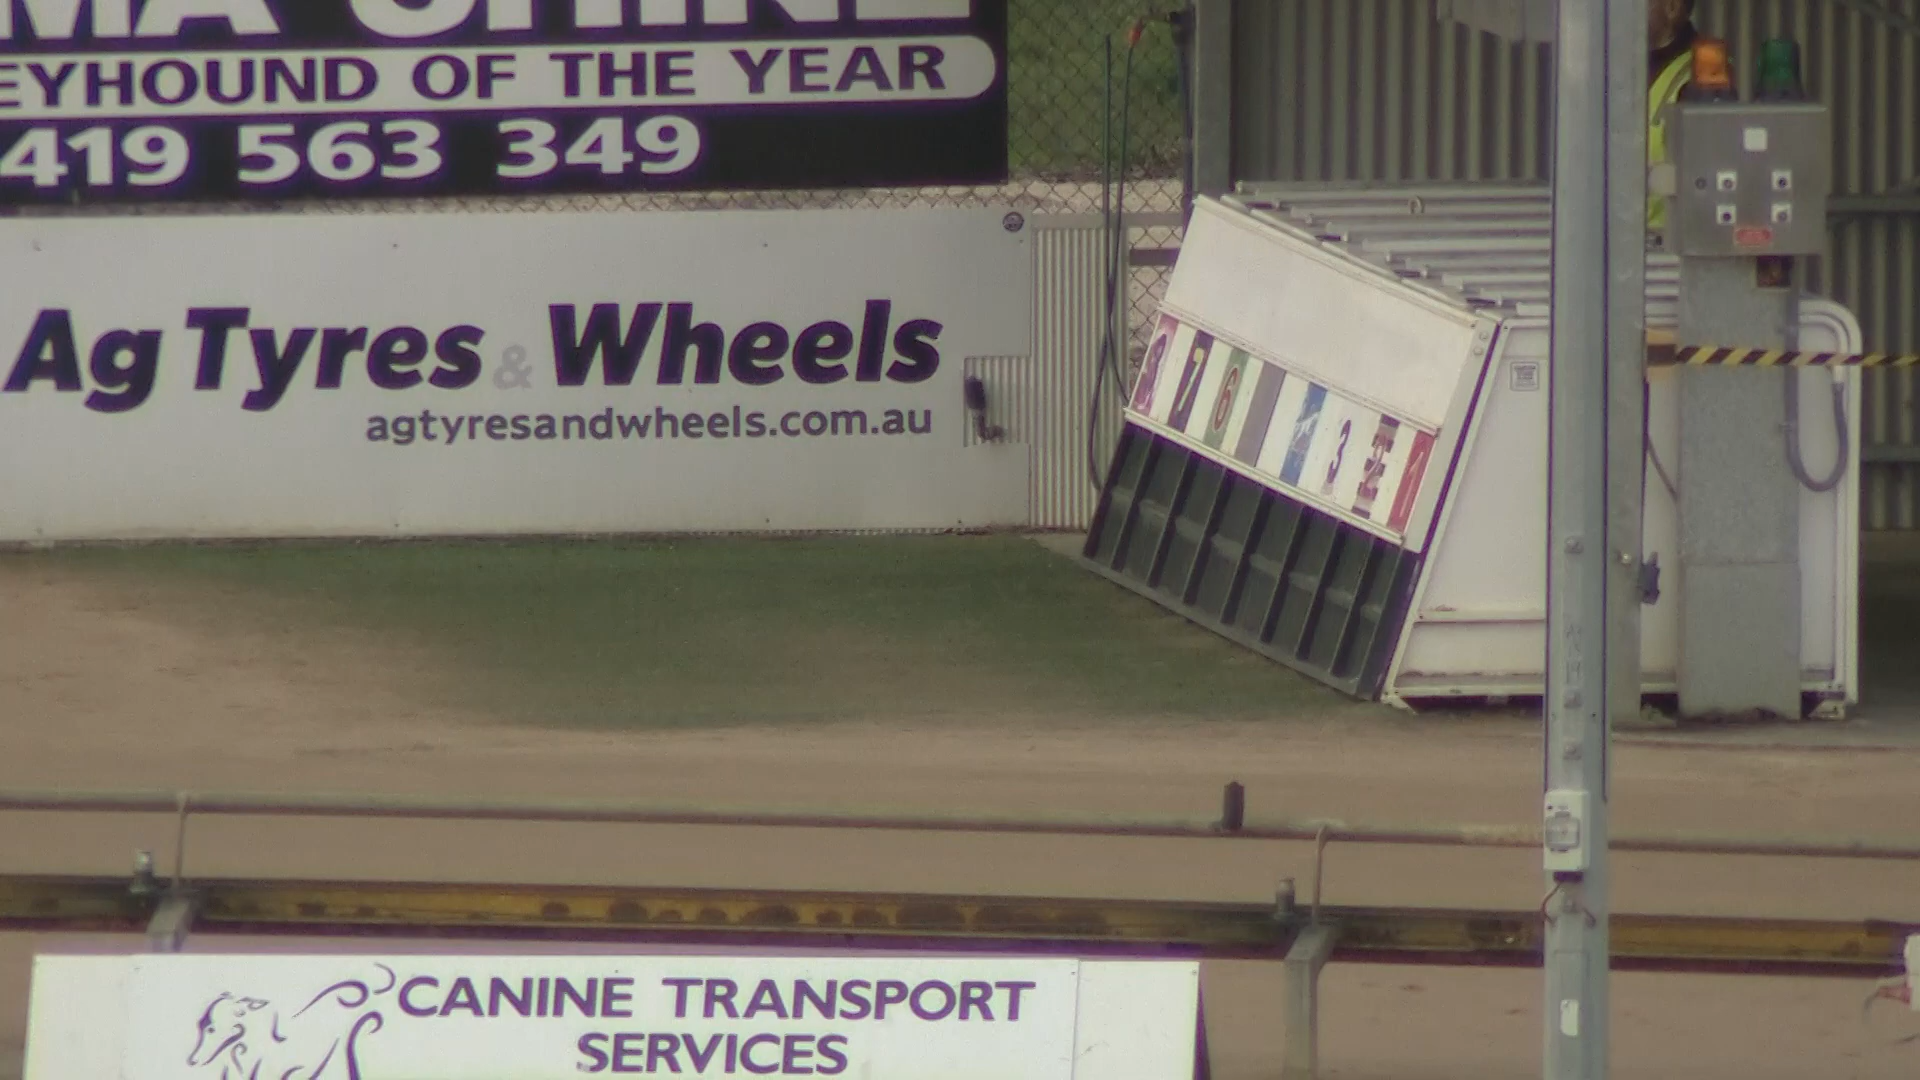 EYHOUND OF THE YEAR
419 563 349
Ag Tyres & Wheels
agtyresandwheels.com.au
8 7 6 3 2 1
CANINE TRANSPORT
SERVICES